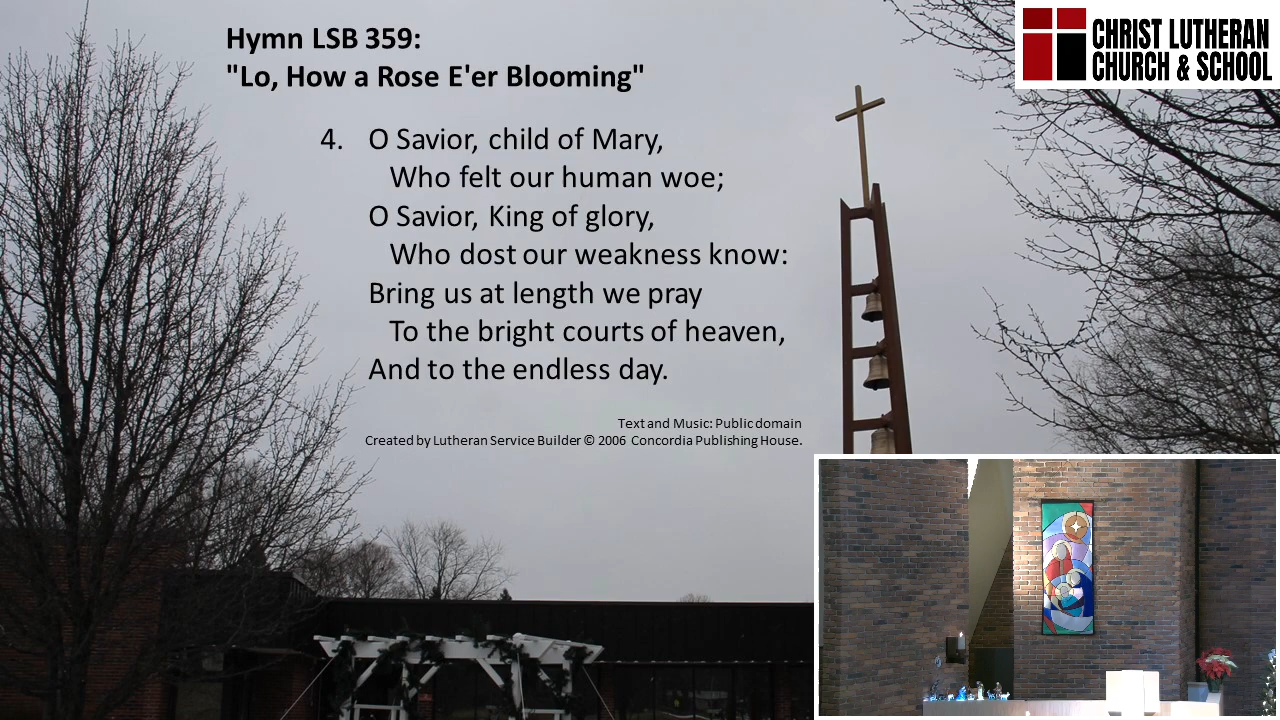 Hymn LSB 359:
"Lo, How a Rose E'er Blooming"
4. O Savior, child of Mary,
Who felt our human woe;
O Savior, King of glory,
Who dost our weakness know:
Bring us at length we pray
To the bright courts of heaven,
And to the endless day.
Text and Music: Public domain
Created by Lutheran Service Builder © 2006 Concordia Publishing House.
CHRIST LUTHERAN
CHURCH & SCHOOL